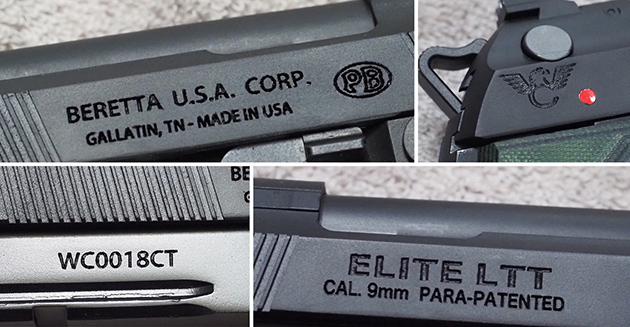 BERETTA U.S.A. CORP. PB
GALLATIN, TN - MADE IN USA
WC0018CT
ELITE LTT
CAL. 9mm PARA-PATENTED